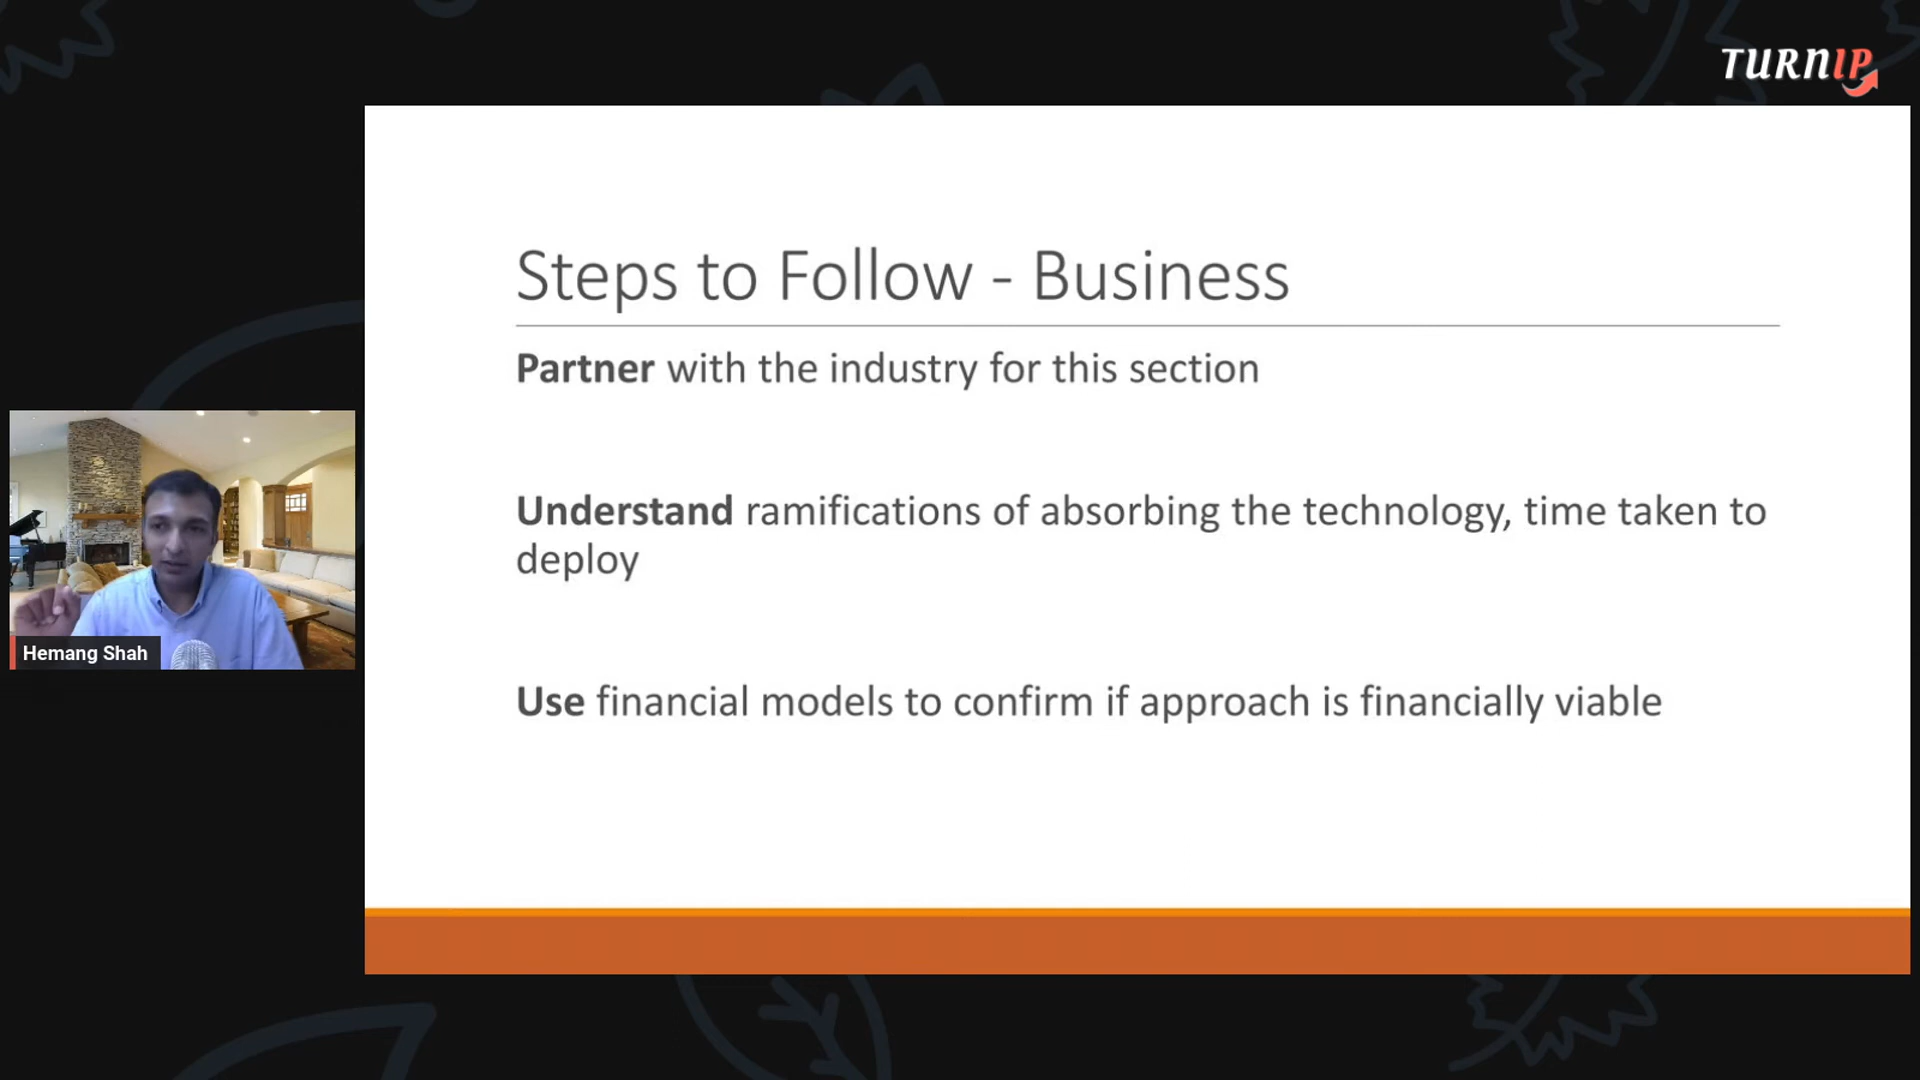 TURNIP
Steps to Follow - Business
Partner with the industry for this section
Understand ramifications of absorbing the technology, time taken to
deploy
Use financial models to confirm if approach is financially viable
Hemang Shah